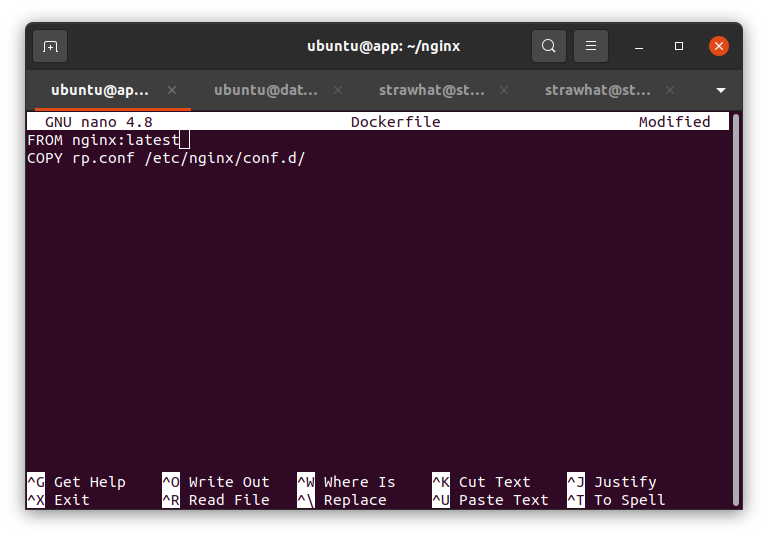 ubuntu@app: ~/nginx
ubuntu@ap... ubuntu@dat... strawhat@st... strawhat@st...
GNU nano 4.8 Dockerfile Modified
FROM nginx:latest
COPY rp.conf /etc/nginx/conf.d/
^G Get Help ^O Write Out ^W Where Is ^K Cut Text ^J Justify
^X Exit ^R Read File ^\ Replace ^U Paste Text ^T To Spell